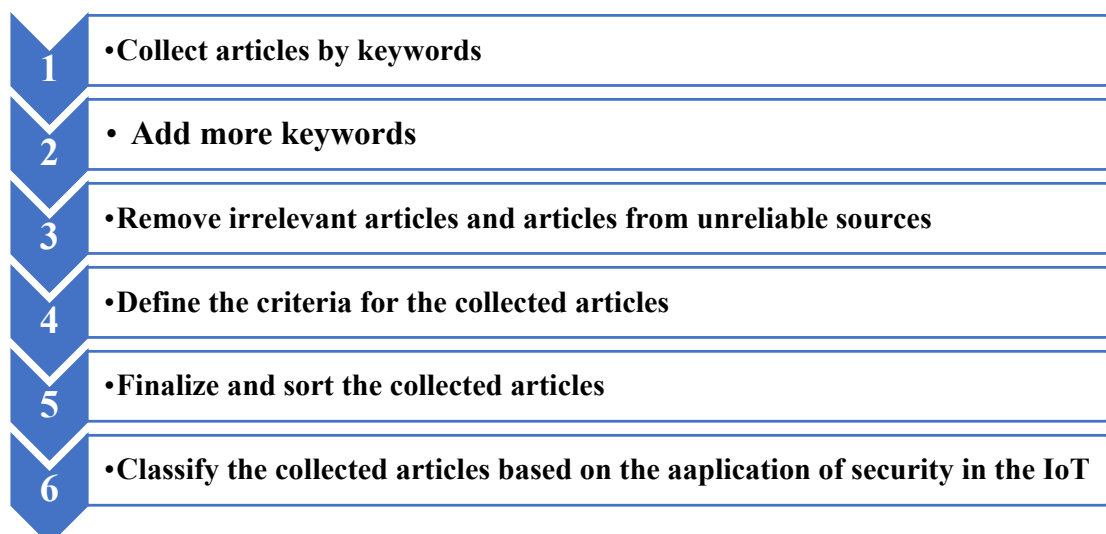 1
•Collect articles by keywords
2
• Add more keywords
3
•Remove irrelevant articles and articles from unreliable sources
4
•Define the criteria for the collected articles
5
•Finalize and sort the collected articles
6
•Classify the collected articles based on the aaplication of security in the IoT